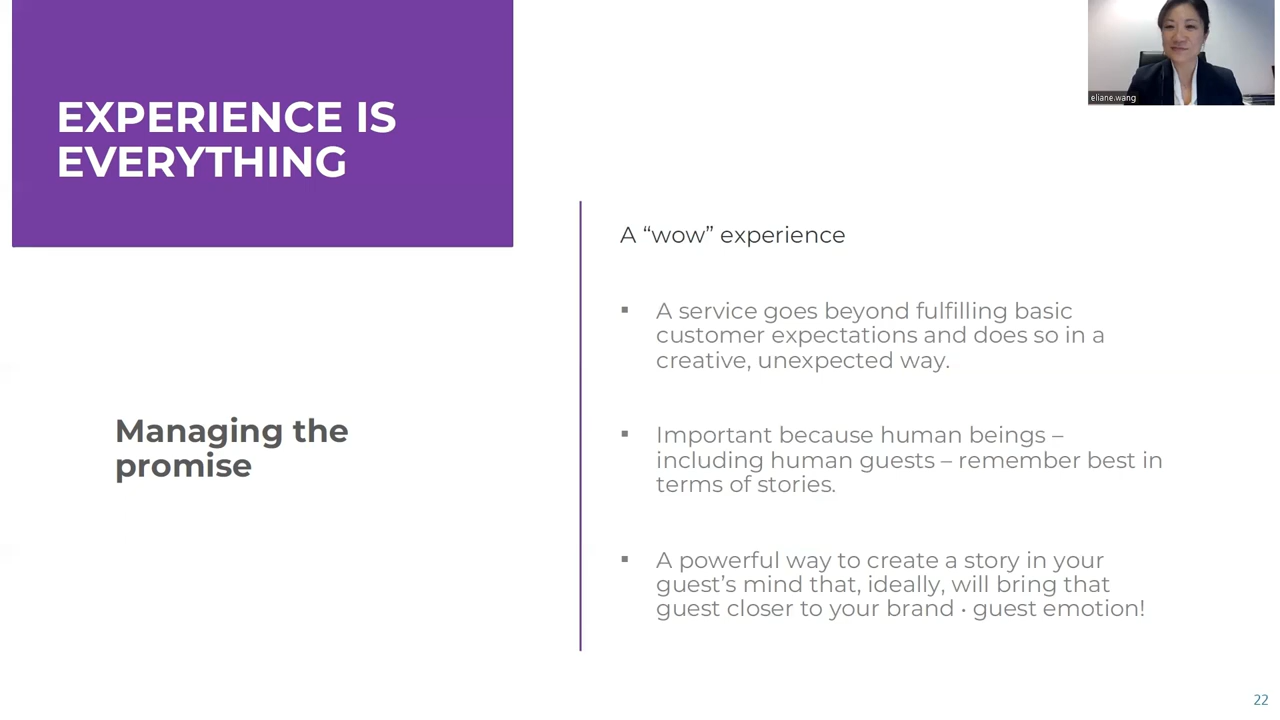 EXPERIENCE IS
EVERYTHING
eliane.wang
A “wow” experience
▪ A service goes beyond fulfilling basic
customer expectations and does so in a
creative, unexpected way.
Managing the
promise
▪ Important because human beings –
including human guests – remember best in
terms of stories.
▪ A powerful way to create a story in your
guest’s mind that, ideally, will bring that
guest closer to your brand · guest emotion!
22